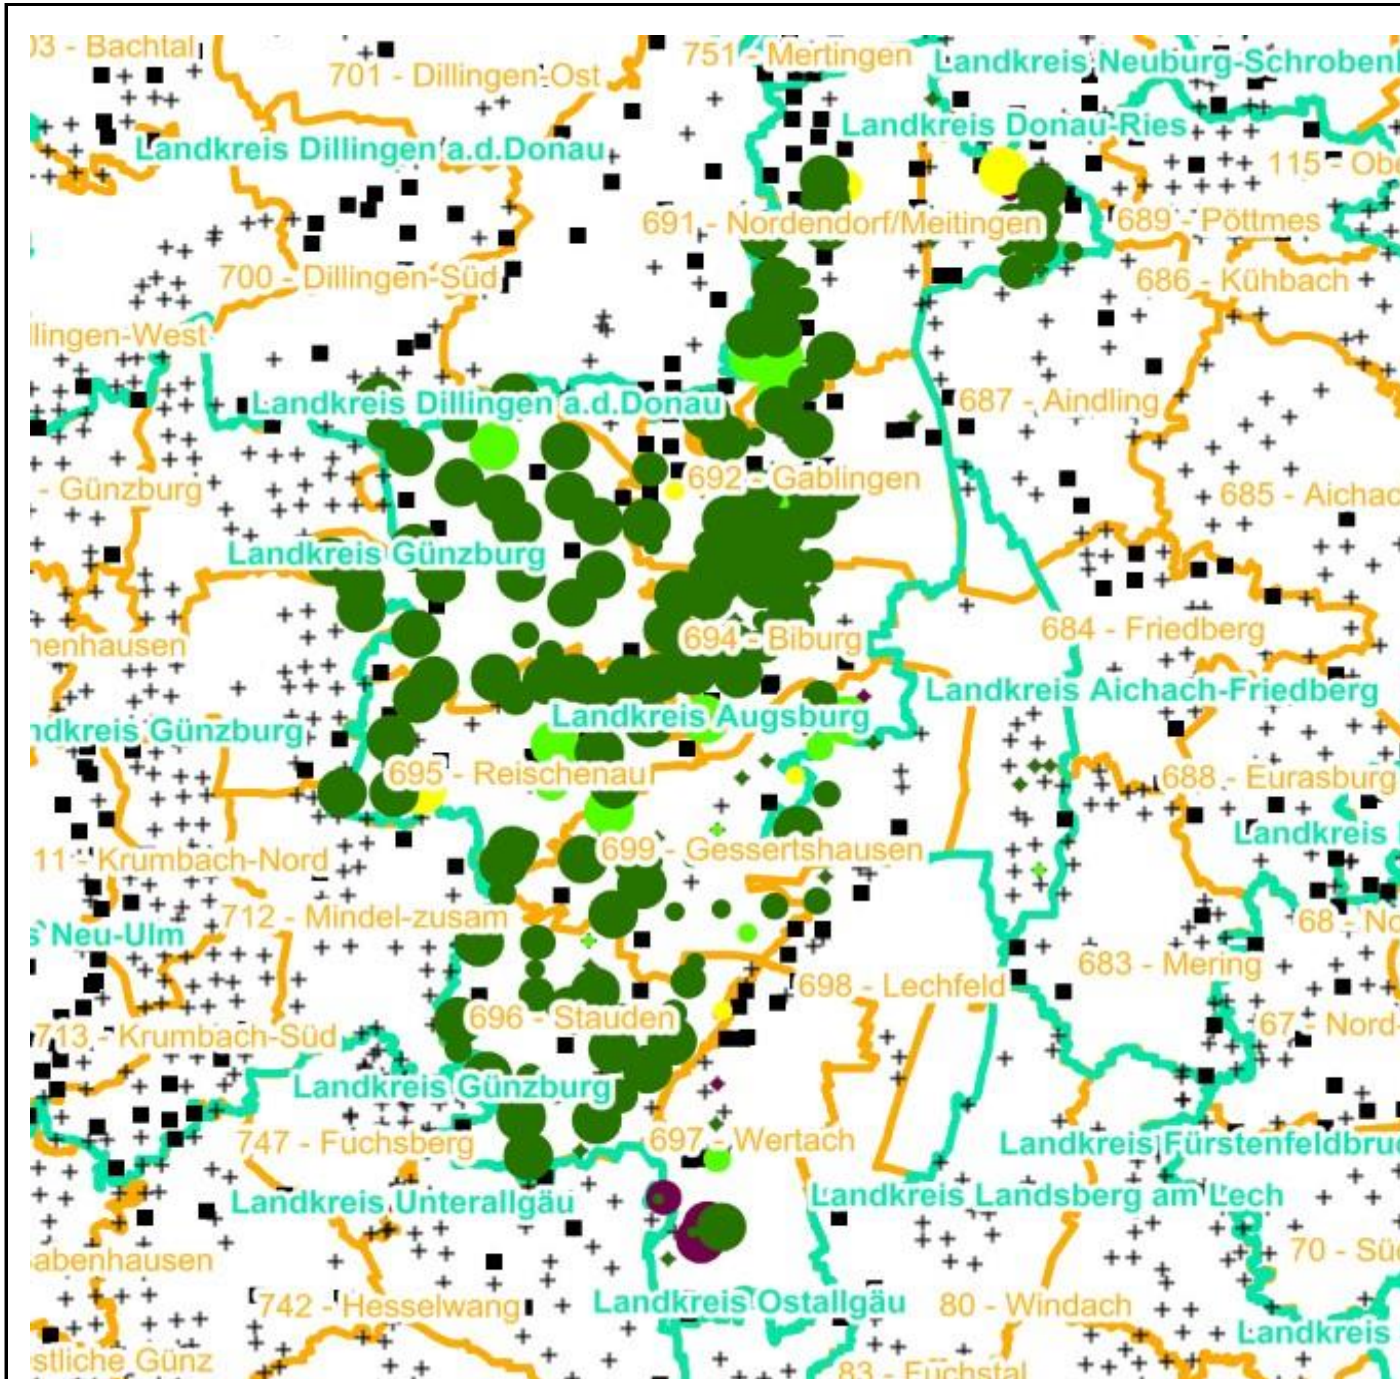 03 - Bachtal
701 - Dillingen-Ost
751 - Mertingen
Landkreis Neuburg-Schroben
Landkreis Donau-Ries
Landkreis Dillingen a.d.Donau
115 - Obe
691 - Nordendorf/Meitingen
689 - Pöttmes
700 - Dillingen-Süd
686 - Kühbach
llingen-West
Landkreis Dillingen a.d.Donau
687 - Aindling
692 - Gablingen
- Günzburg
685 - Aichac
Landkreis Günzburg
684 - Friedberg
694 - Biburg
nenhausen
Landkreis Aichach-Friedberg
Landkreis Augsburg
ndkreis Günzburg
695 - Reischenau
688 - Eurasburg
Landkreis
699 - Gessertshausen
11 - Krumbach-Nord
712 - Mindel-zusam
68 - No
s Neu-Ulm
683 - Mering
698 - Lechfeld
696 - Stauden
67 - Nord
713 - Krumbach-Süd
Landkreis Günzburg
747 - Fuchsberg
697 - Wertach
Landkreis Fürstenfeldbru
Landkreis Unterallgäu
Landkreis Landsberg am Lech
70 - Sü
abenhausen
742 - Hesselwang
Landkreis Ostallgäu
80 - Windach
Landkreis
stliche Günz
83 - Fuchstal